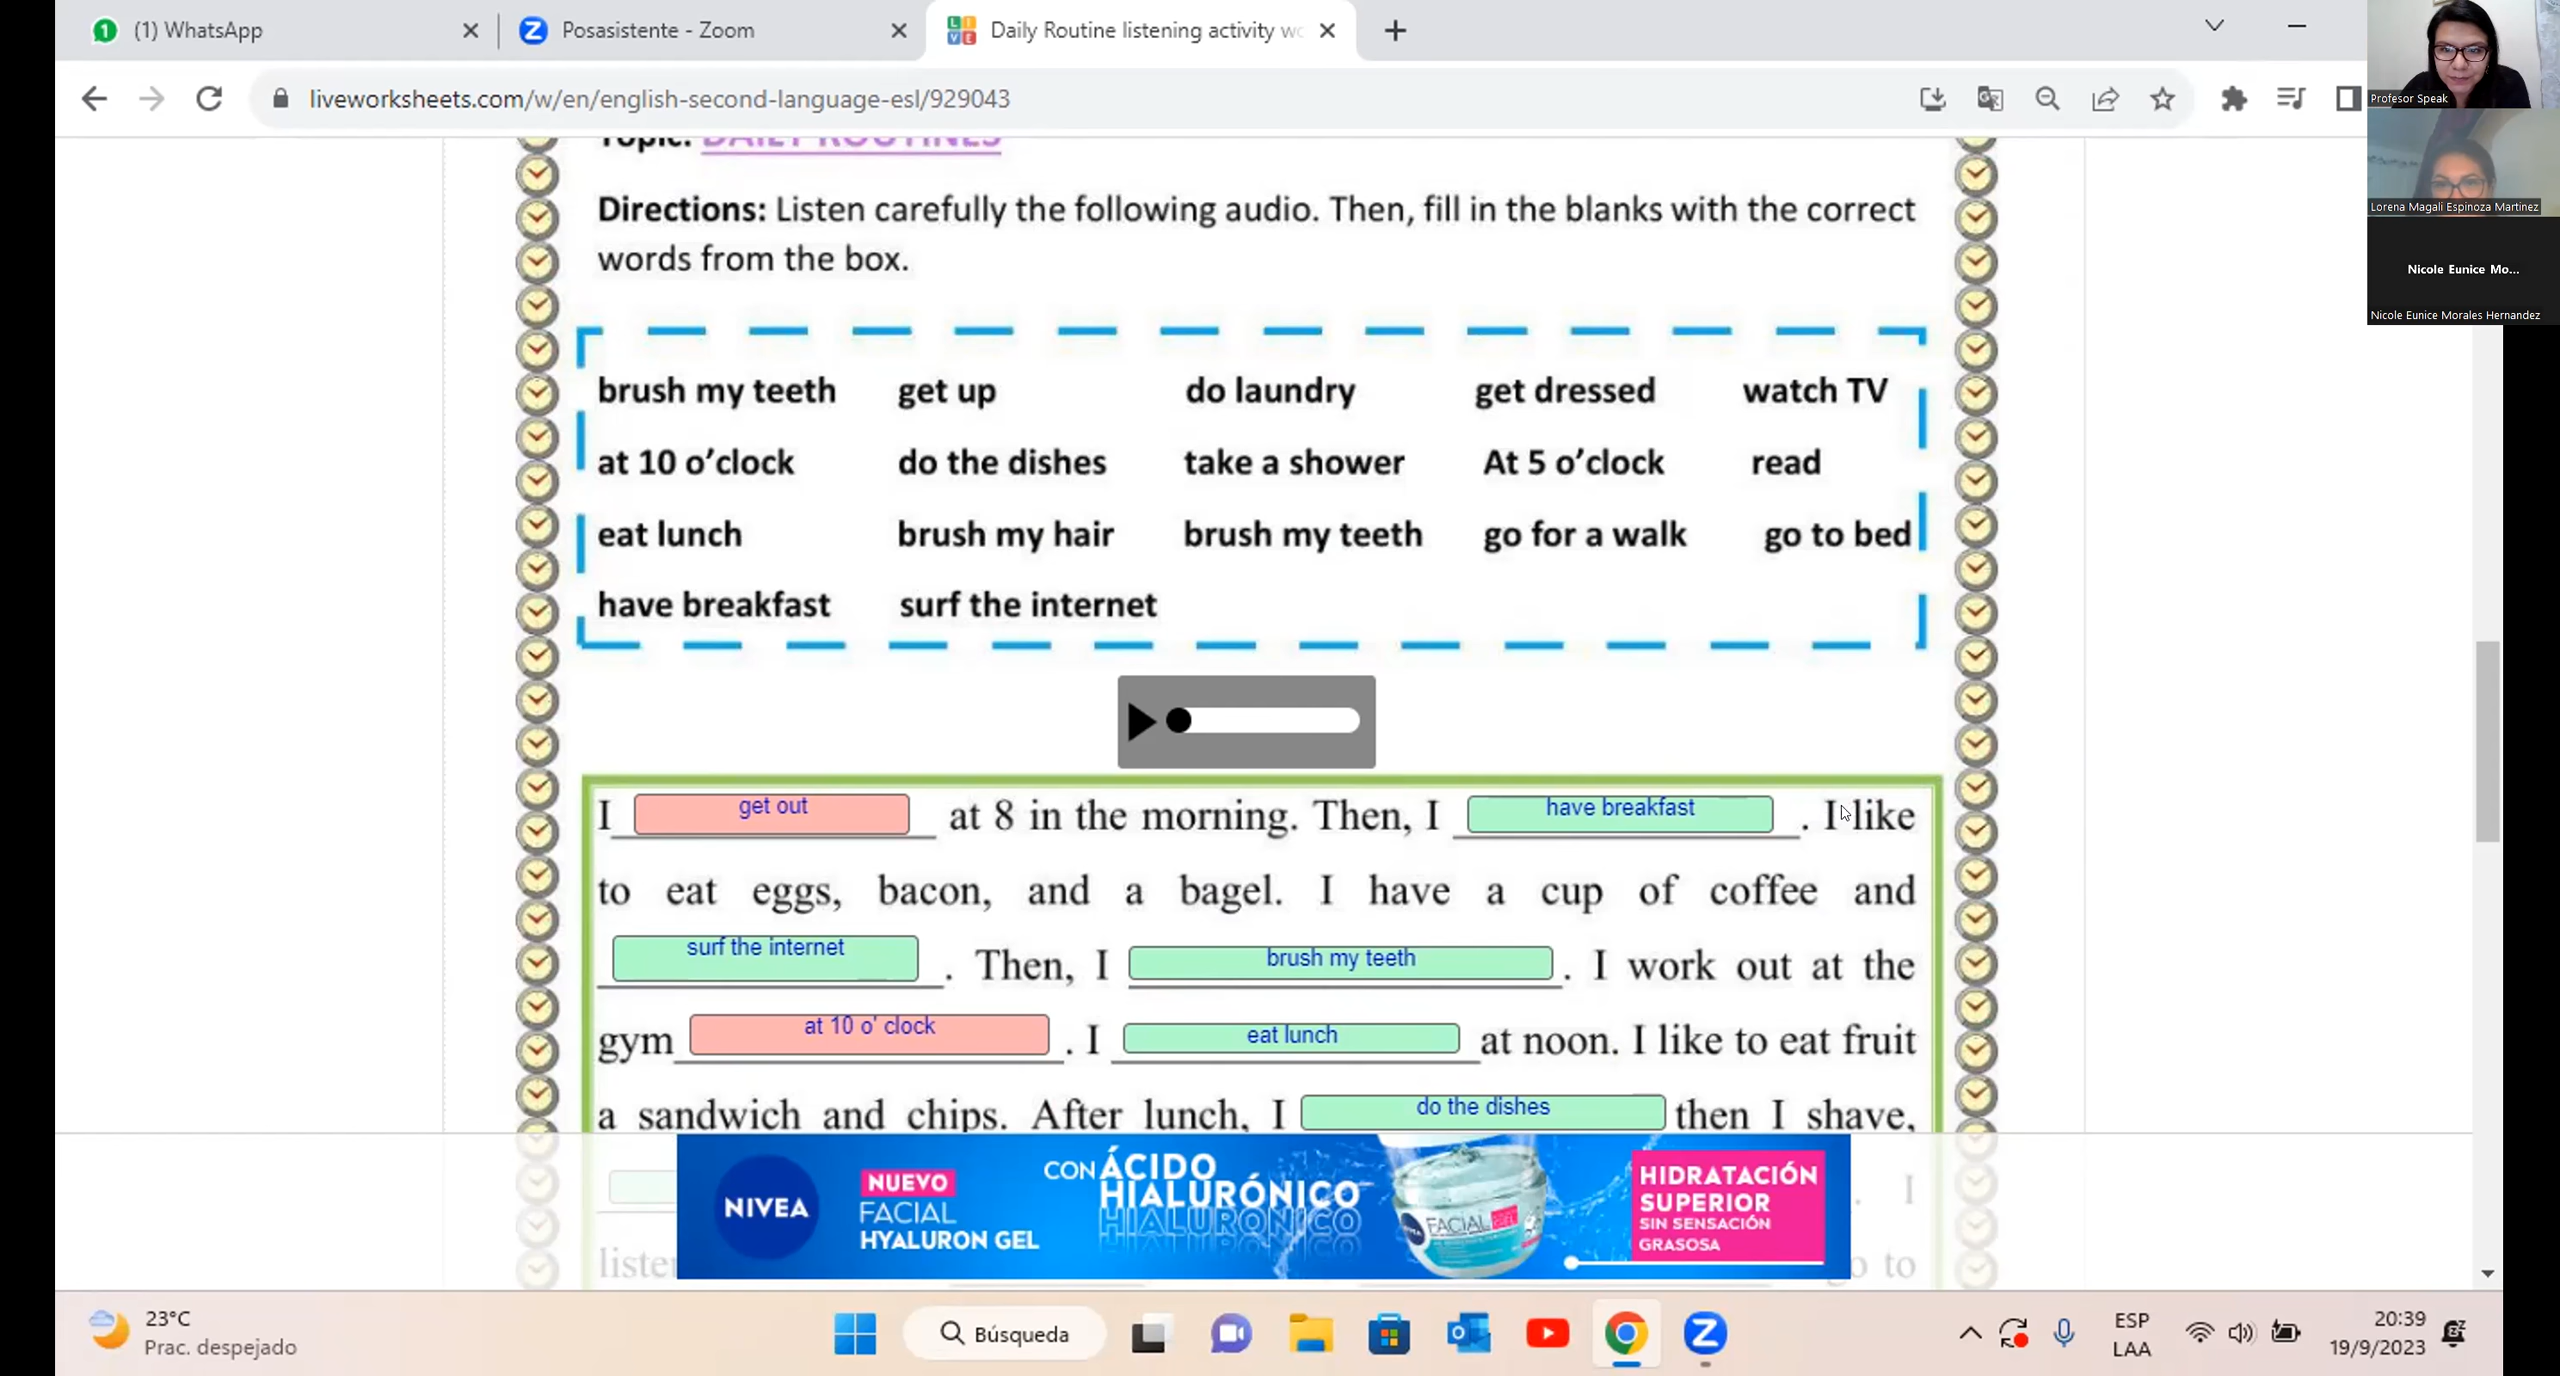 (1) WhatsApp
Posasistente - Zoom
Daily Routine listening activity wo
liveworksheets.com/w/en/english-second-language-esl/929043
Profesor Speak
Lorena Magali Espinoza Martinez
Nicole Eunice Mo...
Nicole Eunice Morales Hernandez
Topic: DAILY ROUTINES
Directions: Listen carefully the following audio. Then, fill in the blanks with the correct
words from the box.
brush my teeth get up do laundry get dressed watch TV
at 10 o'clock do the dishes take a shower At 5 o'clock read
eat lunch brush my hair brush my teeth go for a walk go to bed
have breakfast surf the internet
I get out at 8 in the morning. Then, I have breakfast . I like
to eat eggs, bacon, and a bagel. I have a cup of coffee and
surf the internet . Then, I brush my teeth . I work out at the
gym at 10 o' clock . I eat lunch at noon. I like to eat fruit
a sandwich and chips. After lunch, I do the dishes then I shave,
. I
to
NIVEA
NUEVO
FACIAL
HYALURON GEL
CON ÁCIDO
HIALURÓNICO
HIALURÓNICO
FACIAL
HIDRATACIÓN
SUPERIOR
SIN SENSACIÓN
GRASOSA
23°C
Prac. despejado
Búsqueda
ESP
LAA
20:39
19/9/2023